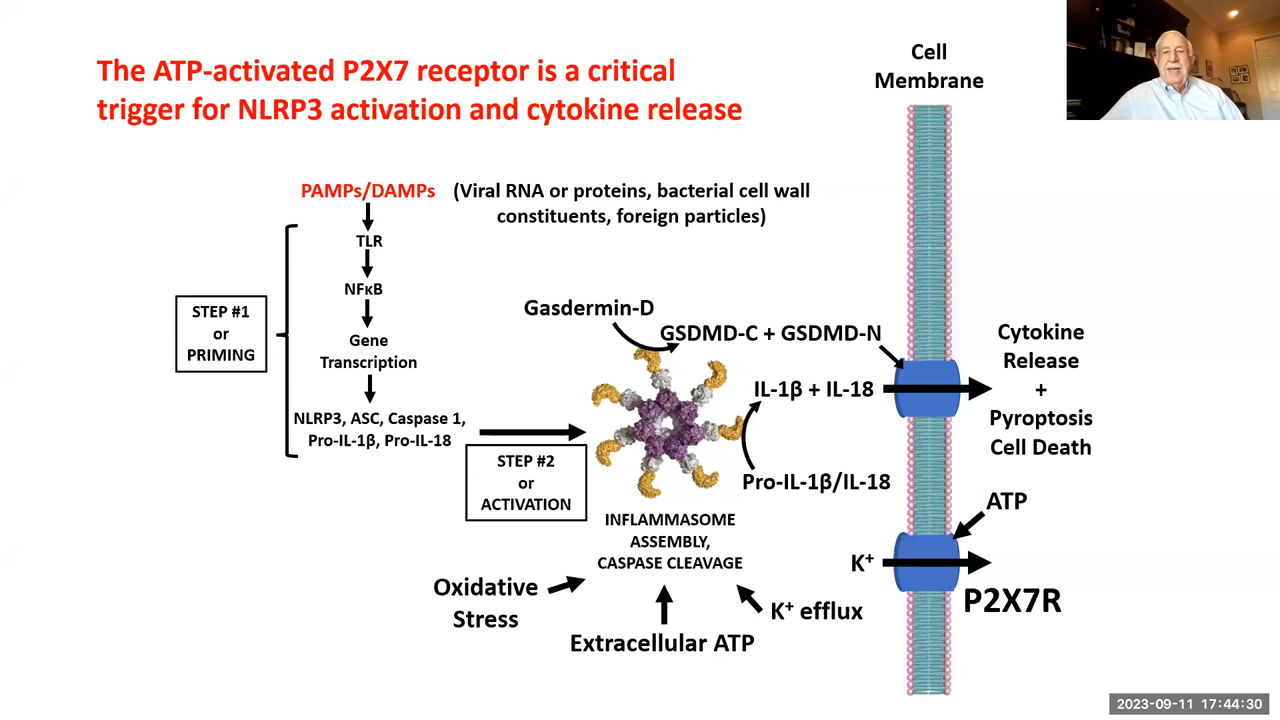 The ATP-activated P2X7 receptor is a critical
trigger for NLRP3 activation and cytokine release
Cell
Membrane
PAMPs/DAMPs (Viral RNA or proteins, bacterial cell wall
constituents, foreign particles)
TLR
NFκB
Gene
Transcription
NLRP3, ASC, Caspase 1,
Pro-IL-1β, Pro-IL-18
STEP #1
or
PRIMING
STEP #2
or
ACTIVATION
Gasdermin-D
GSDMD-C + GSDMD-N
IL-1β + IL-18
Pro-IL-1β/IL-18
INFLAMMASOME
ASSEMBLY,
CASPASE CLEAVAGE
Oxidative
Stress
Extracellular ATP
K⁺ efflux
Cytokine
Release
+
Pyroptosis
Cell Death
ATP
K⁺
P2X7R
2023-09-11 17:44:30